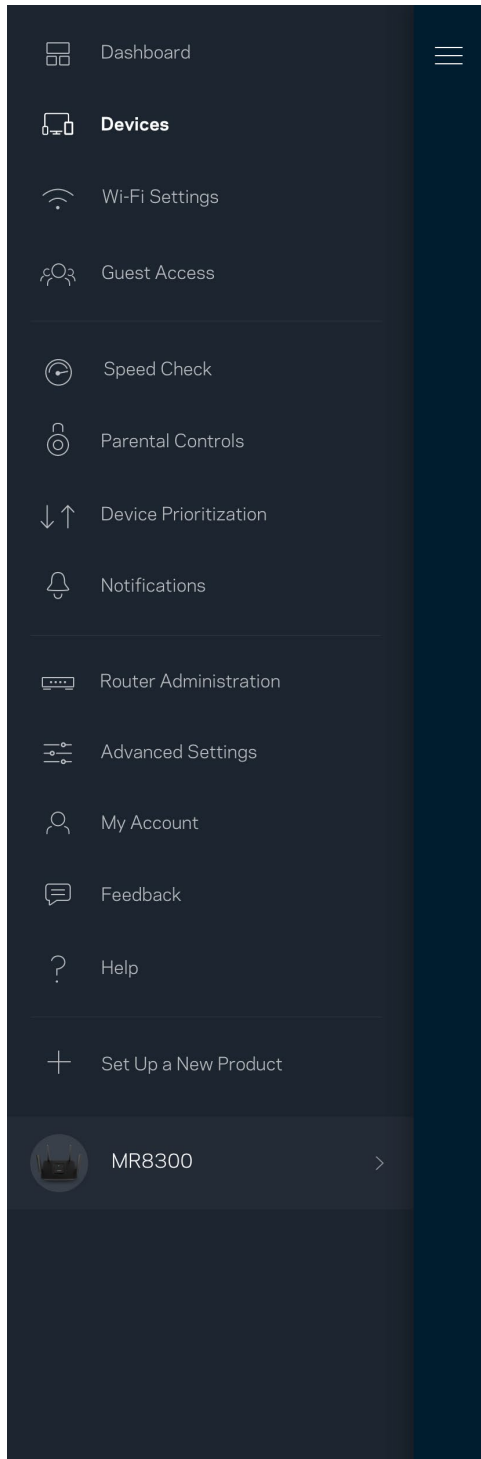 Dashboard
Devices
Wi-Fi Settings
Guest Access
Speed Check
Parental Controls
Device Prioritization
Notifications
Router Administration
Advanced Settings
My Account
Feedback
Help
Set Up a New Product
MR8300